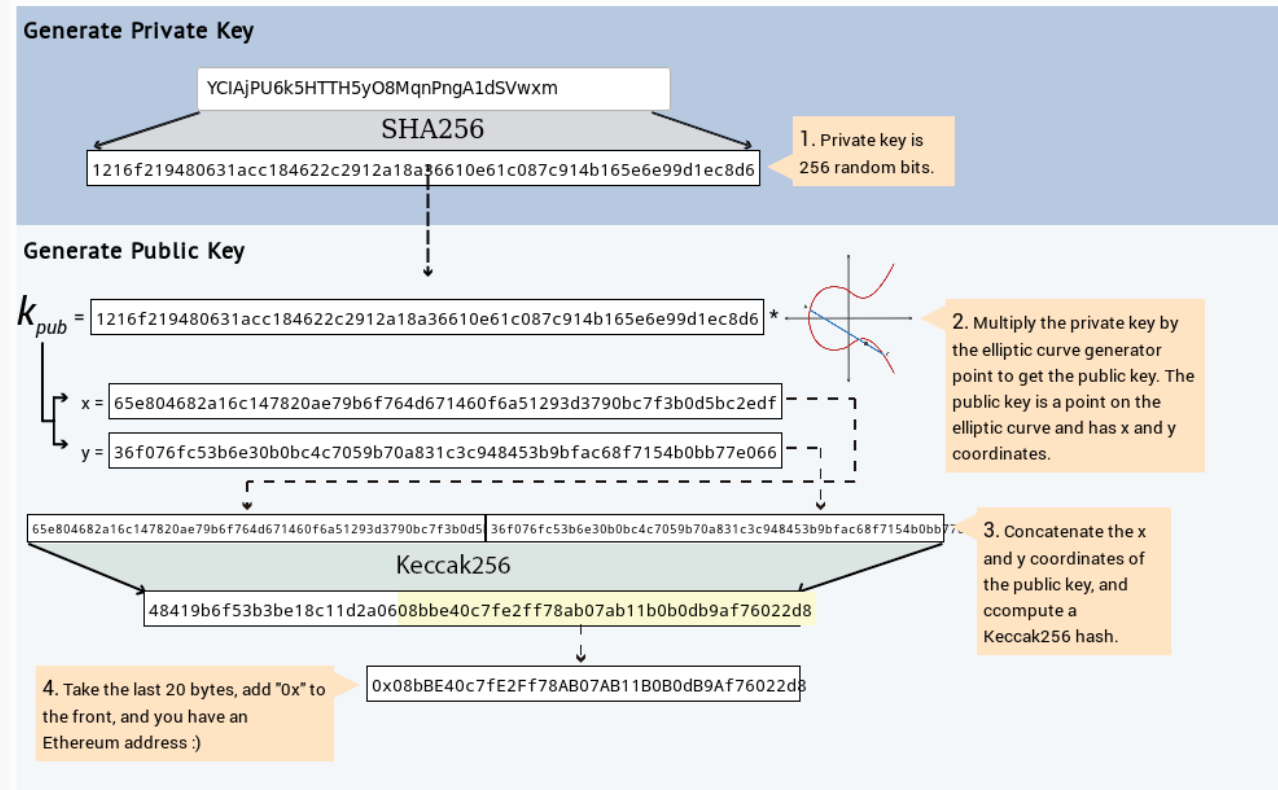 Generate Private Key
YCIAjPU6k5HTTH5yO8MqnPngA1dSVwxm
SHA256
1216f219480631acc184622c2912a18a36610e61c087c914b165e6e99d1ec8d6
1. Private key is
256 random bits.
Generate Public Key
kpub = 1216f219480631acc184622c2912a18a36610e61c087c914b165e6e99d1ec8d6 *
2. Multiply the private key by
the elliptic curve generator
point to get the public key. The
public key is a point on the
elliptic curve and has x and y
coordinates.
x = 65e804682a16c147820ae79b6f764d671460f6a51293d3790bc7f3b0d5bc2edf
y = 36f076fc53b6e30b0bc4c7059b70a831c3c948453b9bfac68f7154b0bb77e066
65e804682a16c147820ae79b6f764d671460f6a51293d3790bc7f3b0d5 36f076fc53b6e30b0bc4c7059b70a831c3c948453b9bfac68f7154b0bb77
3. Concatenate the x
and y coordinates of
the public key, and
ccompute a
Keccak256 hash.
Keccak256
48419b6f53b3be18c11d2a0608bbe40c7fe2ff78ab07ab11b0b0db9af76022d8
4. Take the last 20 bytes, add "0x" to
the front, and you have an
Ethereum address :)
0x08bBE40c7fE2Ff78AB07AB11B0B0dB9Af76022d8